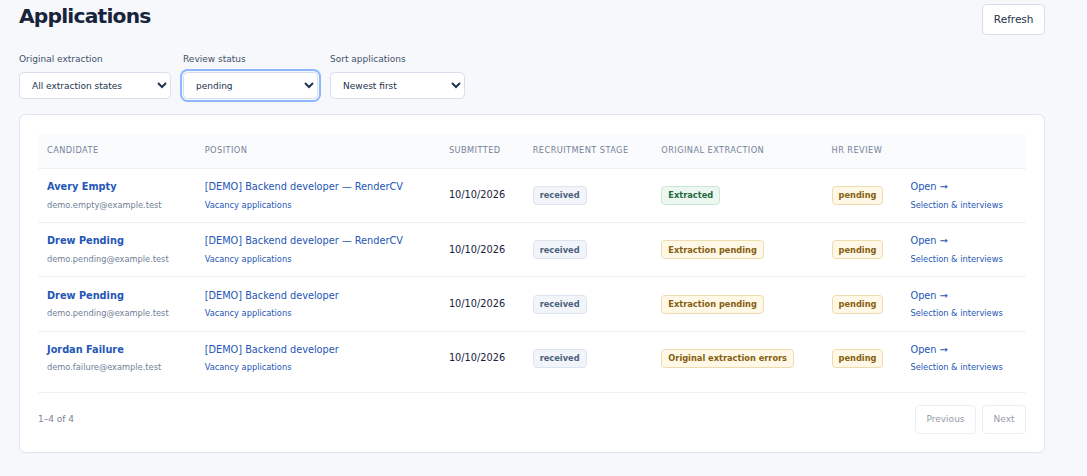 Applications
Refresh
Original extraction
Review status
Sort applications
All extraction states
pending
Newest first
CANDIDATE POSITION SUBMITTED RECRUITMENT STAGE ORIGINAL EXTRACTION HR REVIEW
Avery Empty [DEMO] Backend developer — RenderCV 10/10/2026 received Extracted pending Open →
demo.empty@example.test Vacancy applications Selection & interviews
Drew Pending [DEMO] Backend developer — RenderCV 10/10/2026 received Extraction pending pending Open →
demo.pending@example.test Vacancy applications Selection & interviews
Drew Pending [DEMO] Backend developer 10/10/2026 received Extraction pending pending Open →
demo.pending@example.test Vacancy applications Selection & interviews
Jordan Failure [DEMO] Backend developer 10/10/2026 received Original extraction errors pending Open →
demo.failure@example.test Vacancy applications Selection & interviews
1–4 of 4 Previous Next